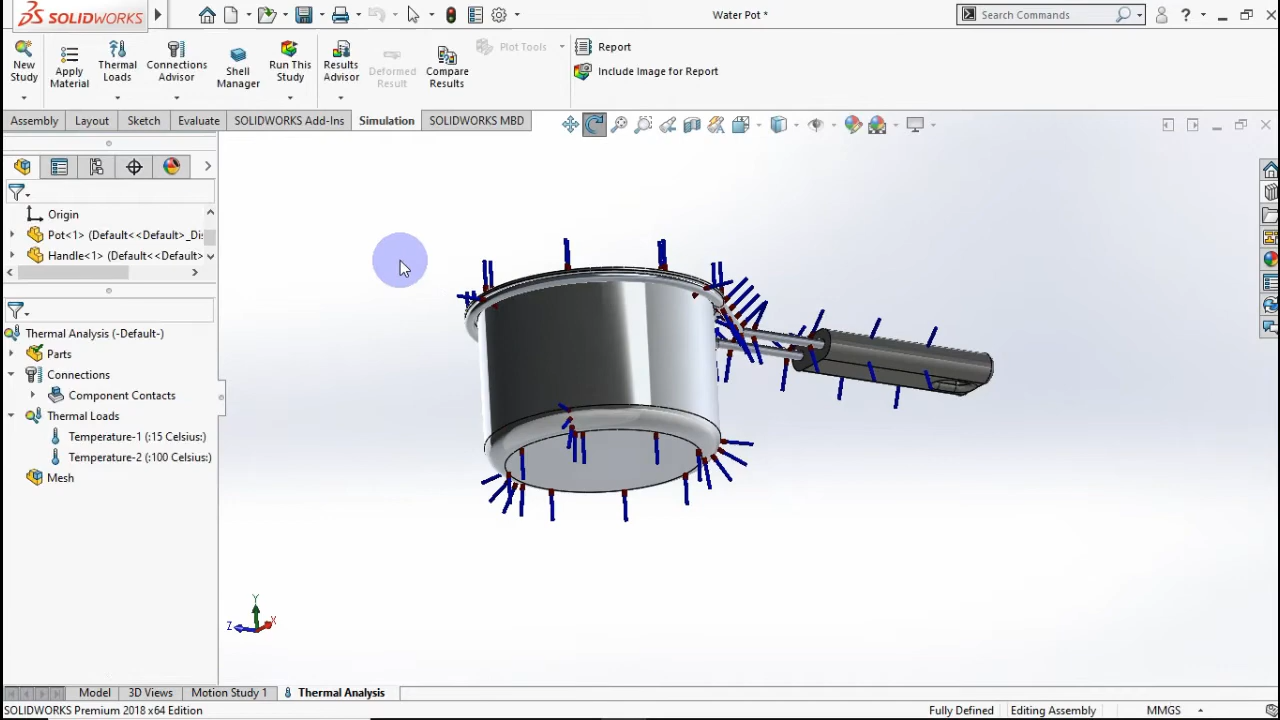 SOLIDWORKS
Water Pot *
Search Commands
?
New Study
Apply Material
Thermal Loads
Connections Advisor
Shell Manager
Run This Study
Results Advisor
Deformed Result
Compare Results
Plot Tools
Report
Include Image for Report
Assembly
Layout
Sketch
Evaluate
SOLIDWORKS Add-Ins
Simulation
SOLIDWORKS MBD
Origin
Pot<1> (Default<<Default>_Dis
Handle<1> (Default<<Default>
Thermal Analysis (-Default-)
Parts
Connections
Component Contacts
Thermal Loads
Temperature-1 (:15 Celsius:)
Temperature-2 (:100 Celsius:)
Mesh
Y
Z
X
Model
3D Views
Motion Study 1
Thermal Analysis
SOLIDWORKS Premium 2018 x64 Edition
Fully Defined
Editing Assembly
MMGS